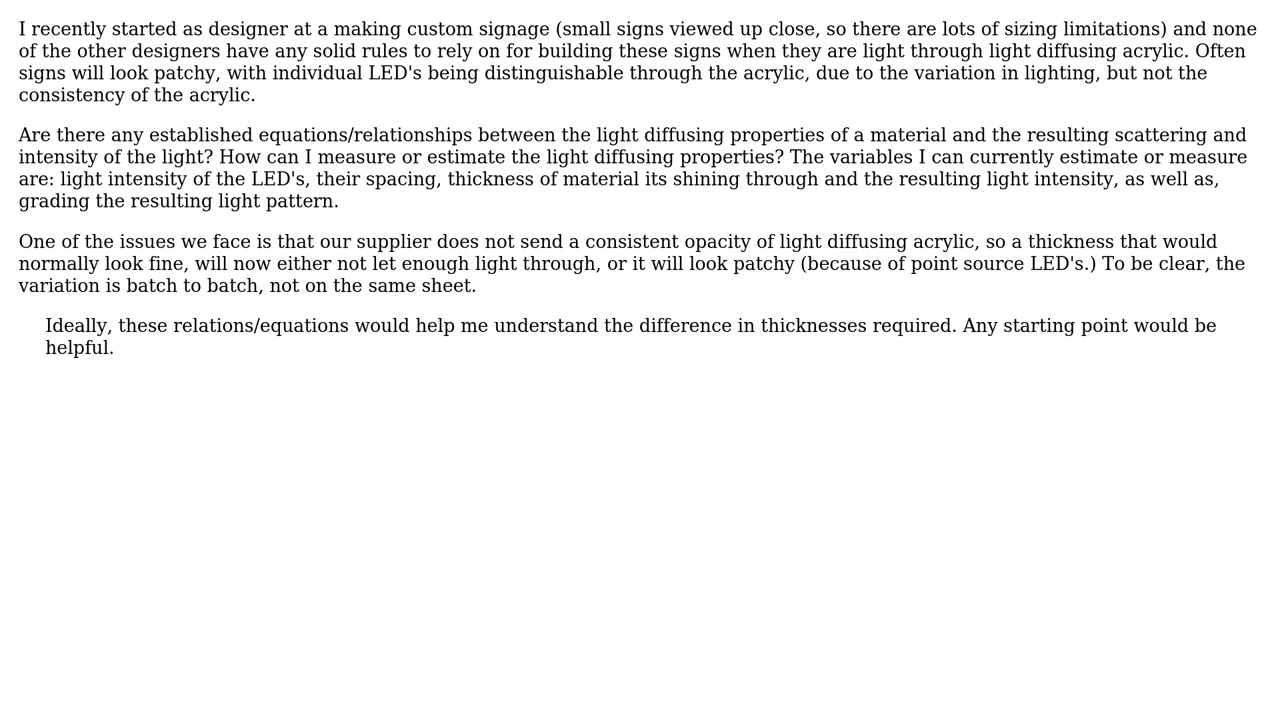 I recently started as designer at a making custom signage (small signs viewed up close, so there are lots of sizing limitations) and none
of the other designers have any solid rules to rely on for building these signs when they are light through light diffusing acrylic. Often
signs will look patchy, with individual LED's being distinguishable through the acrylic, due to the variation in lighting, but not the
consistency of the acrylic.
Are there any established equations/relationships between the light diffusing properties of a material and the resulting scattering and
intensity of the light? How can I measure or estimate the light diffusing properties? The variables I can currently estimate or measure
are: light intensity of the LED's, their spacing, thickness of material its shining through and the resulting light intensity, as well as,
grading the resulting light pattern.
One of the issues we face is that our supplier does not send a consistent opacity of light diffusing acrylic, so a thickness that would
normally look fine, will now either not let enough light through, or it will look patchy (because of point source LED's.) To be clear, the
variation is batch to batch, not on the same sheet.
Ideally, these relations/equations would help me understand the difference in thicknesses required. Any starting point would be
helpful.